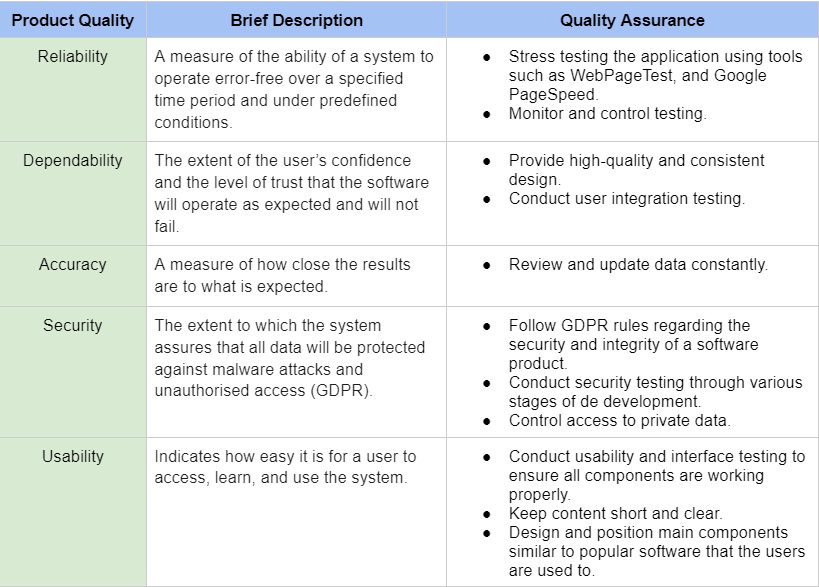 Product Quality
Brief Description
Quality Assurance
Reliability
A measure of the ability of a system to
operate error-free over a specified
time period and under predefined
conditions.
● Stress testing the application using tools
such as WebPageTest, and Google
PageSpeed.
● Monitor and control testing.
Dependability
The extent of the user’s confidence
and the level of trust that the software
will operate as expected and will not
fail.
● Provide high-quality and consistent
design.
● Conduct user integration testing.
Accuracy
A measure of how close the results
are to what is expected.
● Review and update data constantly.
Security
The extent to which the system
assures that all data will be protected
against malware attacks and
unauthorised access (GDPR).
● Follow GDPR rules regarding the
security and integrity of a software
product.
● Conduct security testing through various
stages of de development.
● Control access to private data.
Usability
Indicates how easy it is for a user to
access, learn, and use the system.
● Conduct usability and interface testing to
ensure all components are working
properly.
● Keep content short and clear.
● Design and position main components
similar to popular software that the users
are used to.